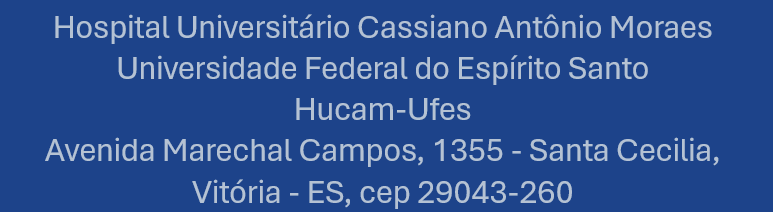 Hospital Universitário Cassiano Antônio Moraes
Universidade Federal do Espírito Santo
Hucam-Ufes
Avenida Marechal Campos, 1355 - Santa Cecilia,
Vitória - ES, cep 29043-260